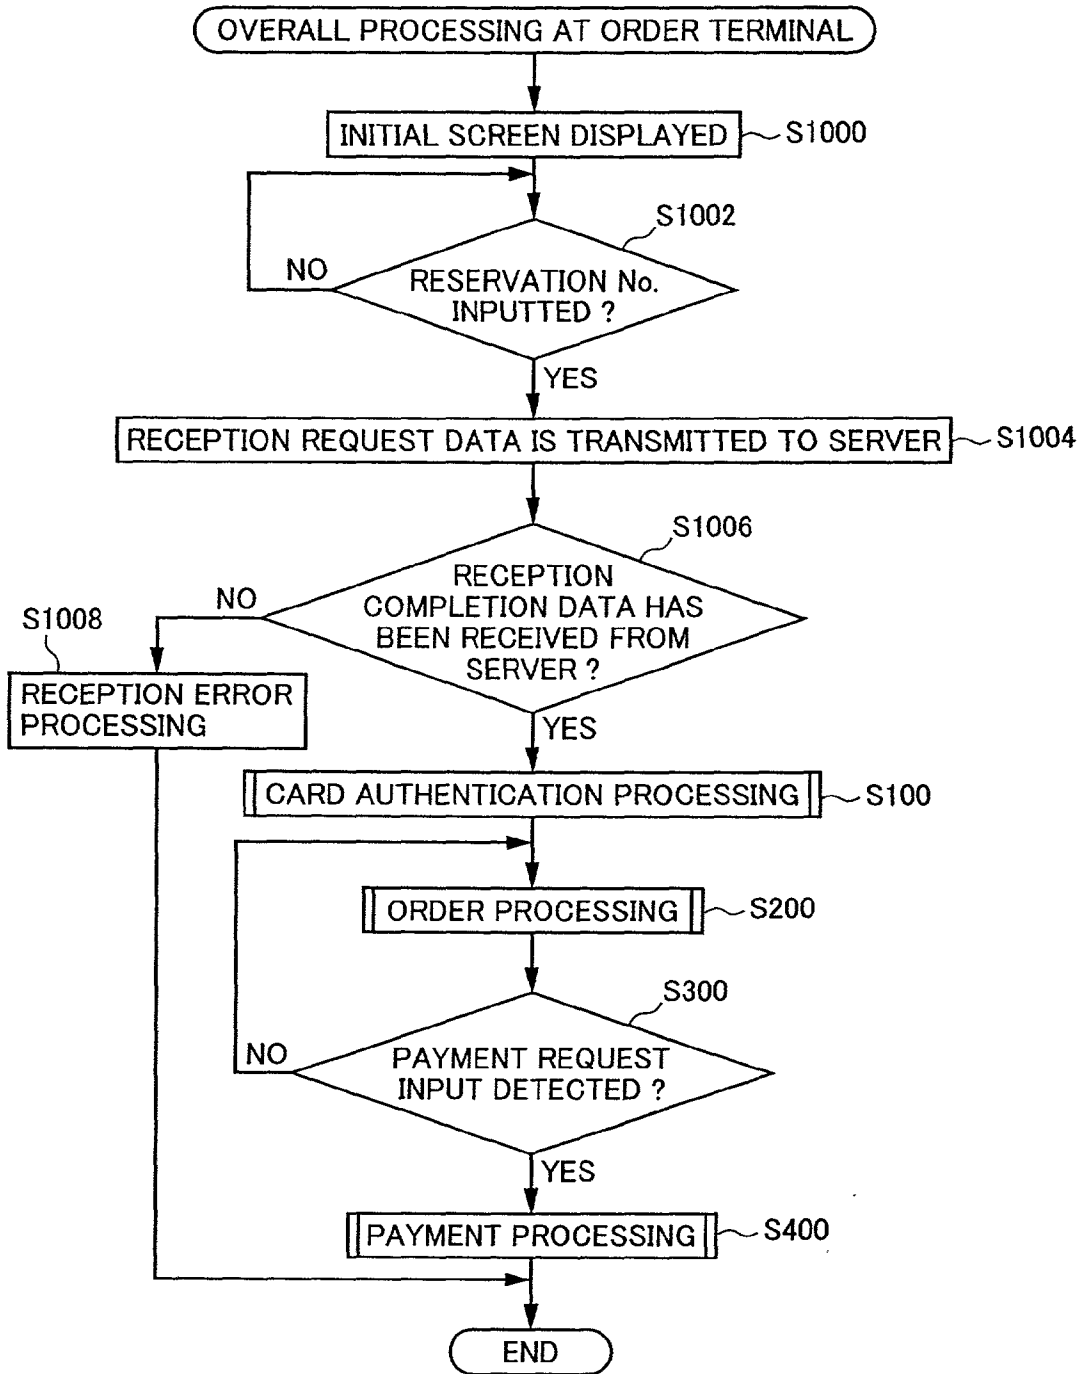 OVERALL PROCESSING AT ORDER TERMINAL
INITIAL SCREEN DISPLAYED
S1000
S1002
NO
RESERVATION No.
INPUTTED ?
YES
RECEPTION REQUEST DATA IS TRANSMITTED TO SERVER
S1004
S1006
NO
RECEPTION
COMPLETION DATA HAS
BEEN RECEIVED FROM
SERVER ?
S1008
RECEPTION ERROR
PROCESSING
YES
CARD AUTHENTICATION PROCESSING
S100
ORDER PROCESSING
S200
S300
NO
PAYMENT REQUEST
INPUT DETECTED ?
YES
PAYMENT PROCESSING
S400
END